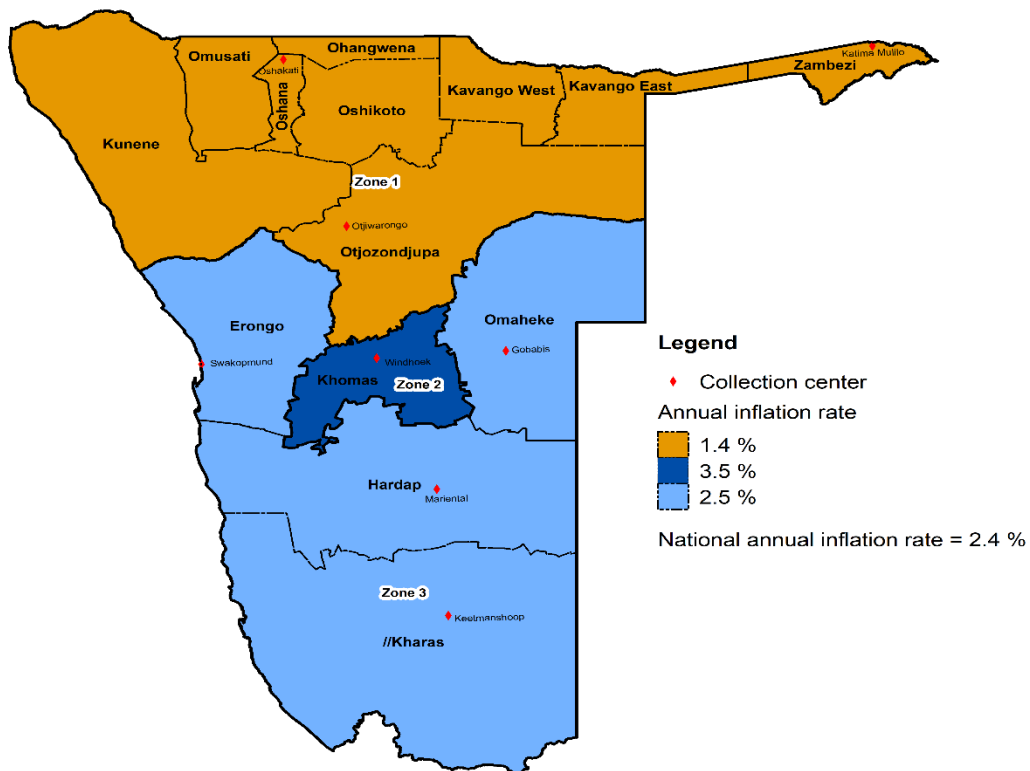 Ohangwena
Omusati
Katima Mulilo
Zambezi
Oshakati
Kavango West
Kavango East
Oshana
Oshikoto
Kunene
Zone 1
Otjiwarongo
Otjozondjupa
Erongo
Omaheke
Swakopmund
Windhoek
Gobabis
Khomas
Zone 2
Hardap
Mariental
Zone 3
Keetmanshoop
//Kharas
Legend
Collection center
Annual inflation rate
1.4 %
3.5 %
2.5 %
National annual inflation rate = 2.4 %